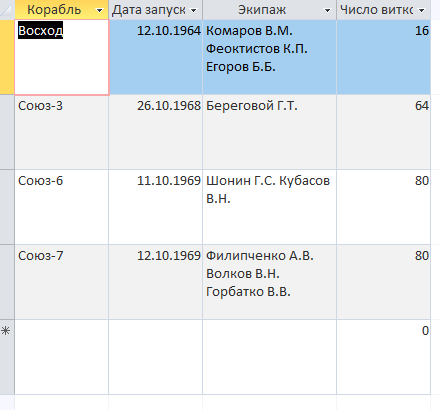 Корабль Дата запуск Экипаж Число витко
Восход 12.10.1964 Комаров В.М.
Феоктистов К.П.
Егоров Б.Б. 16
Союз-3 26.10.1968 Береговой Г.Т. 64
Союз-6 11.10.1969 Шонин Г.С. Кубасов
В.Н. 80
Союз-7 12.10.1969 Филипченко А.В.
Волков В.Н.
Горбатко В.В. 80
0